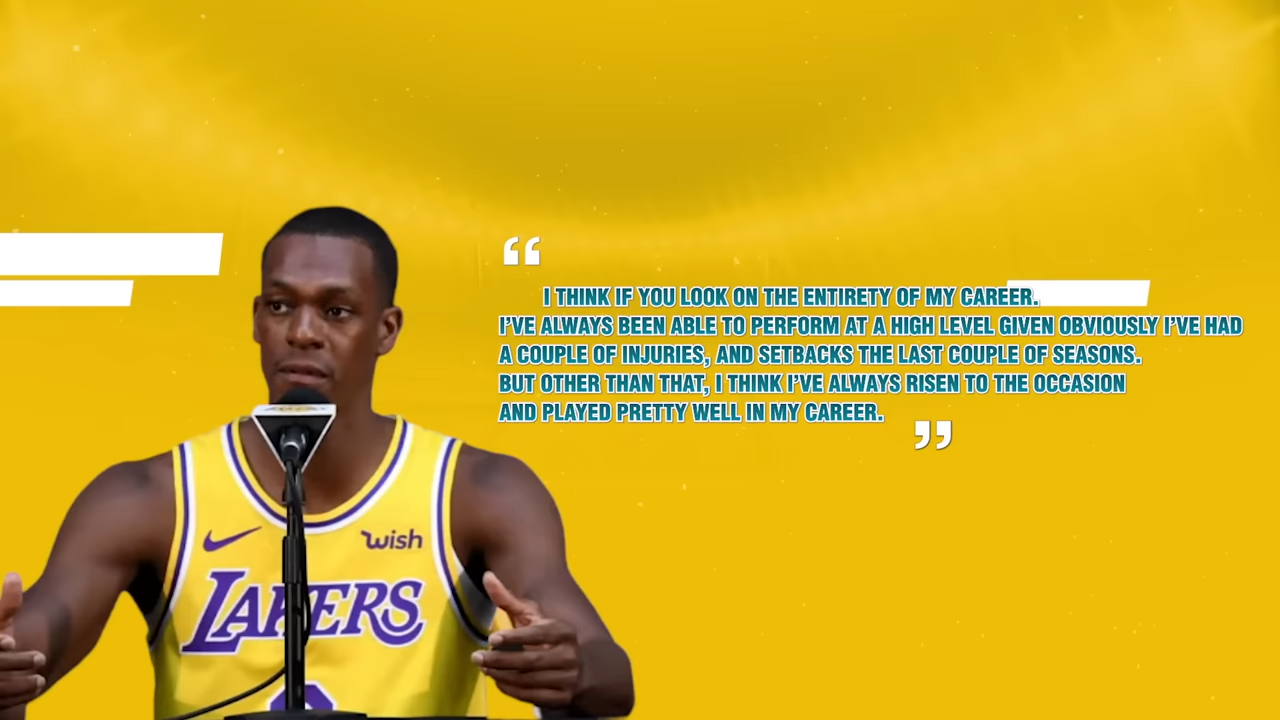 “
I THINK IF YOU LOOK ON THE ENTIRETY OF MY CAREER.
I’VE ALWAYS BEEN ABLE TO PERFORM AT A HIGH LEVEL GIVEN OBVIOUSLY I’VE HAD
A COUPLE OF INJURIES, AND SETBACKS THE LAST COUPLE OF SEASONS.
BUT OTHER THAN THAT, I THINK I’VE ALWAYS RISEN TO THE OCCASION
AND PLAYED PRETTY WELL IN MY CAREER.
”
wish
LAKERS